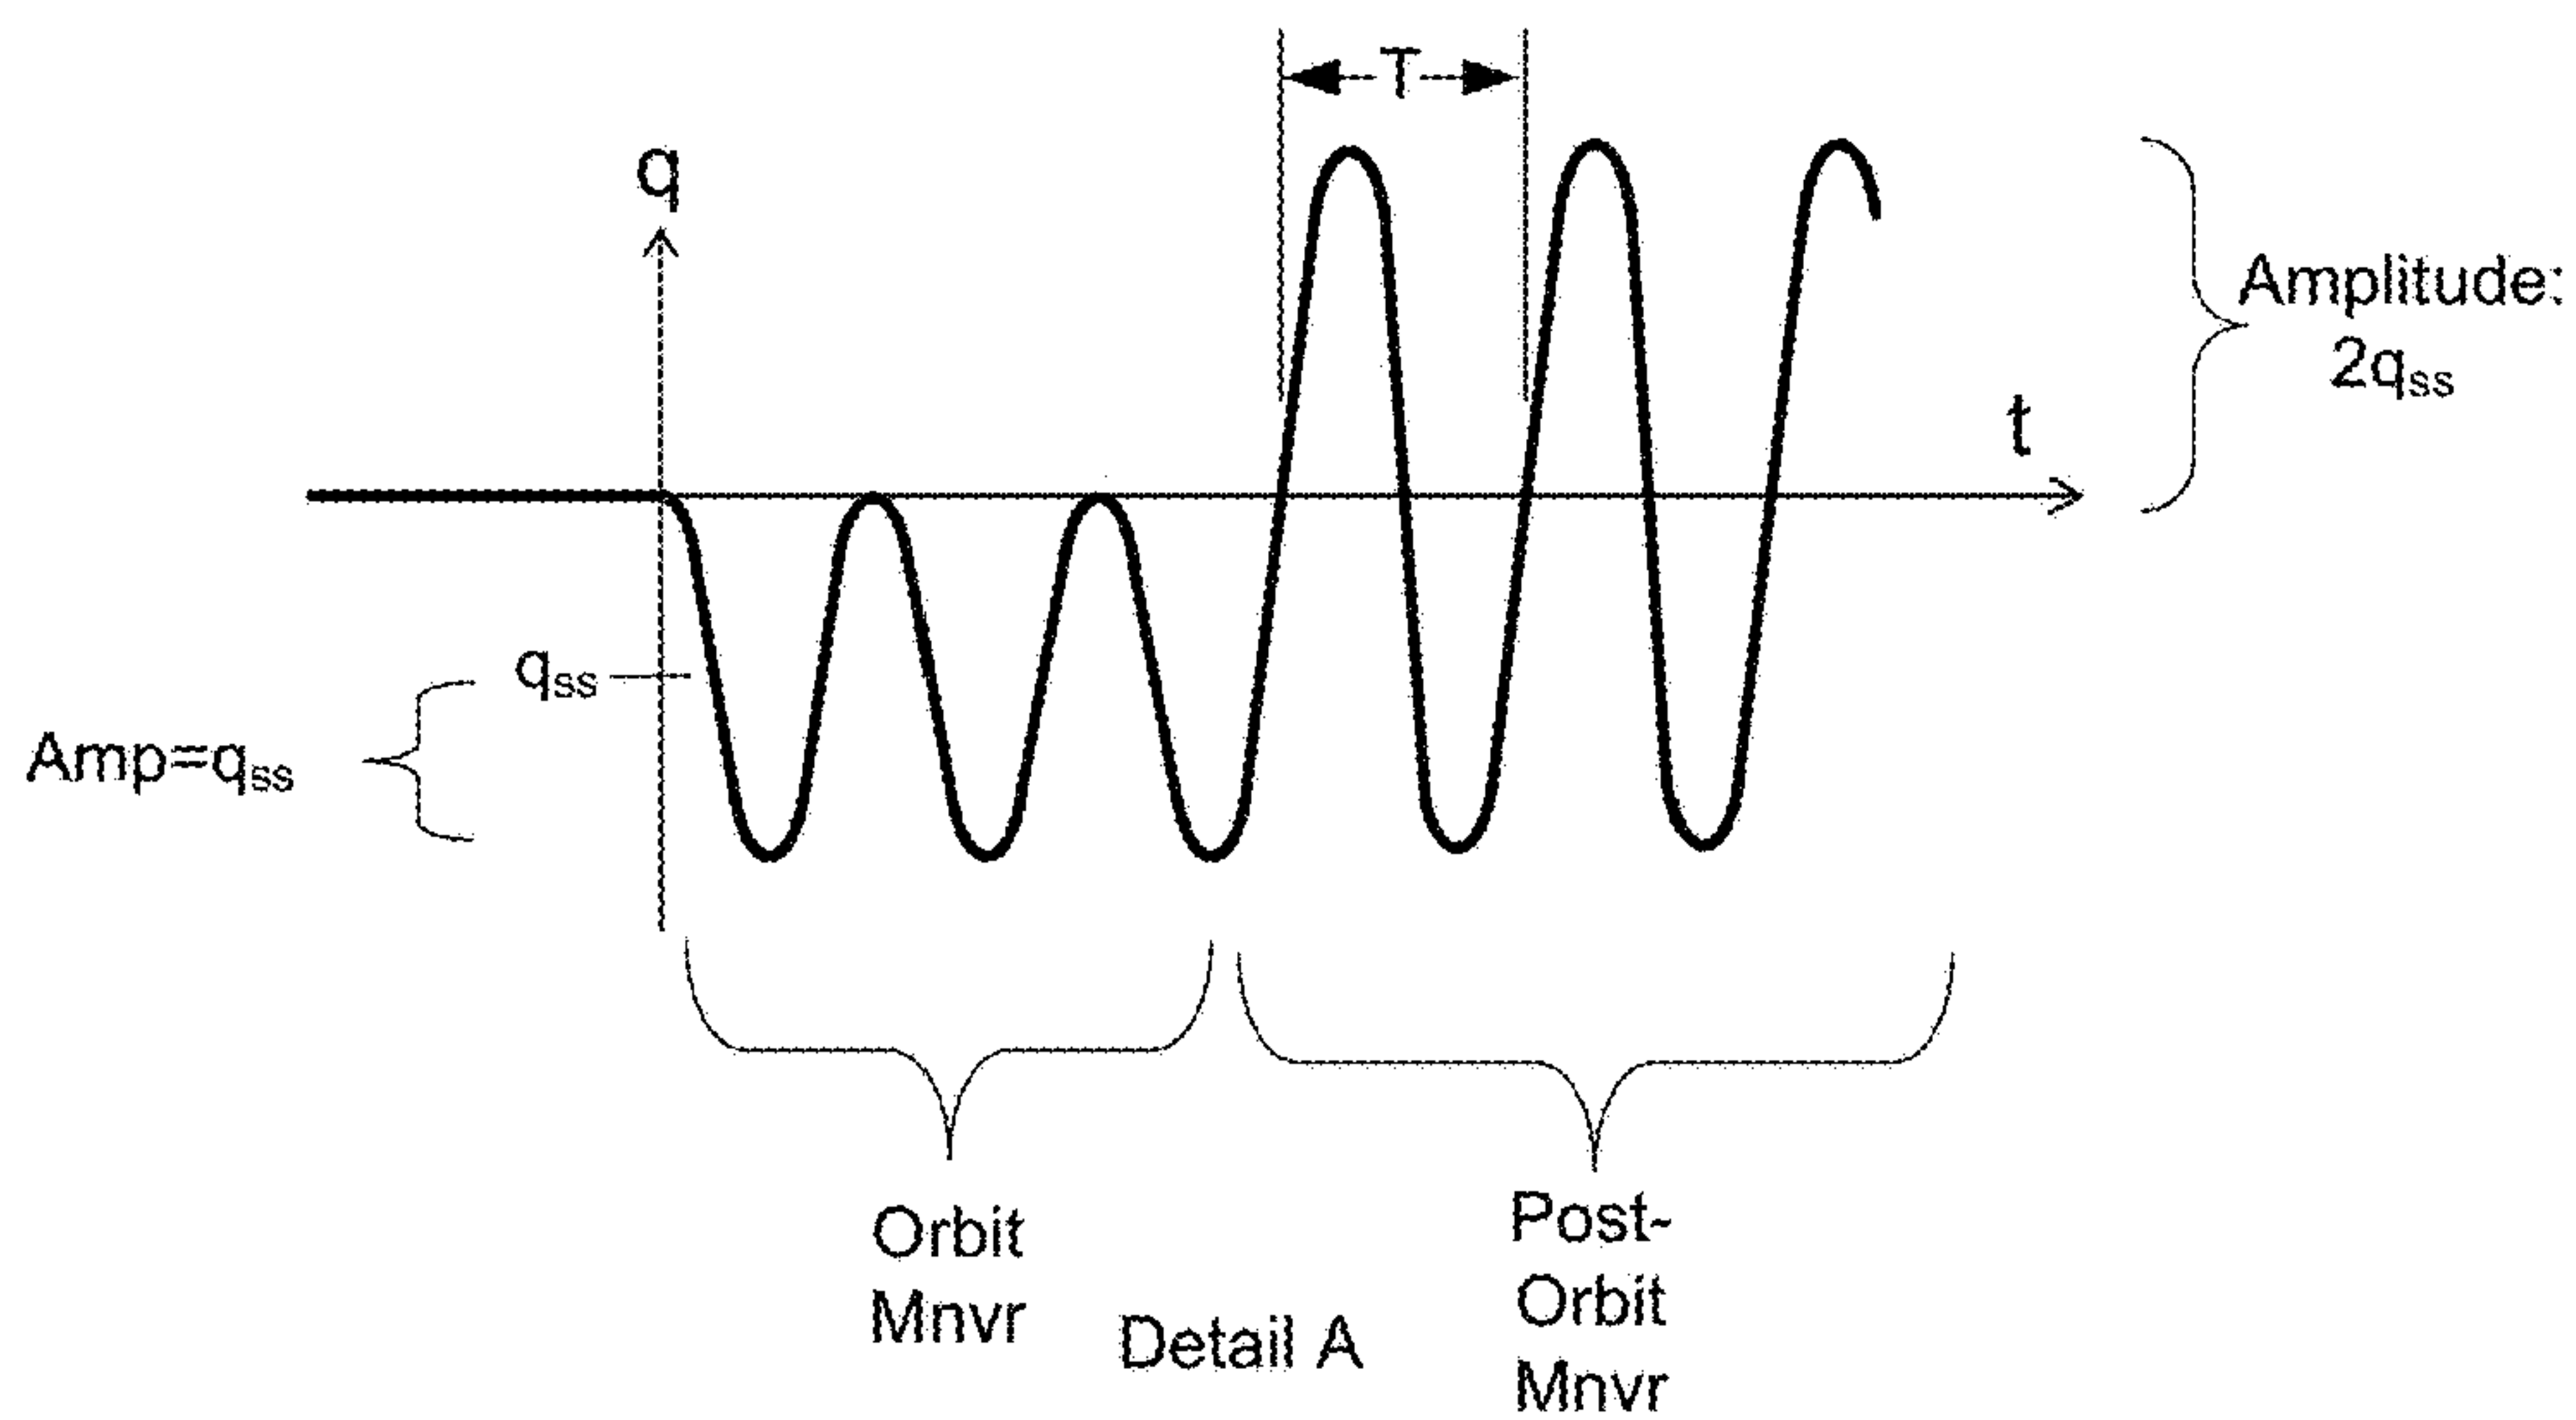 T
q
Amplitude:
2qss
t
qss
Amp=qss
Orbit
Mnvr
Post-
Orbit
Mnvr
Detail A